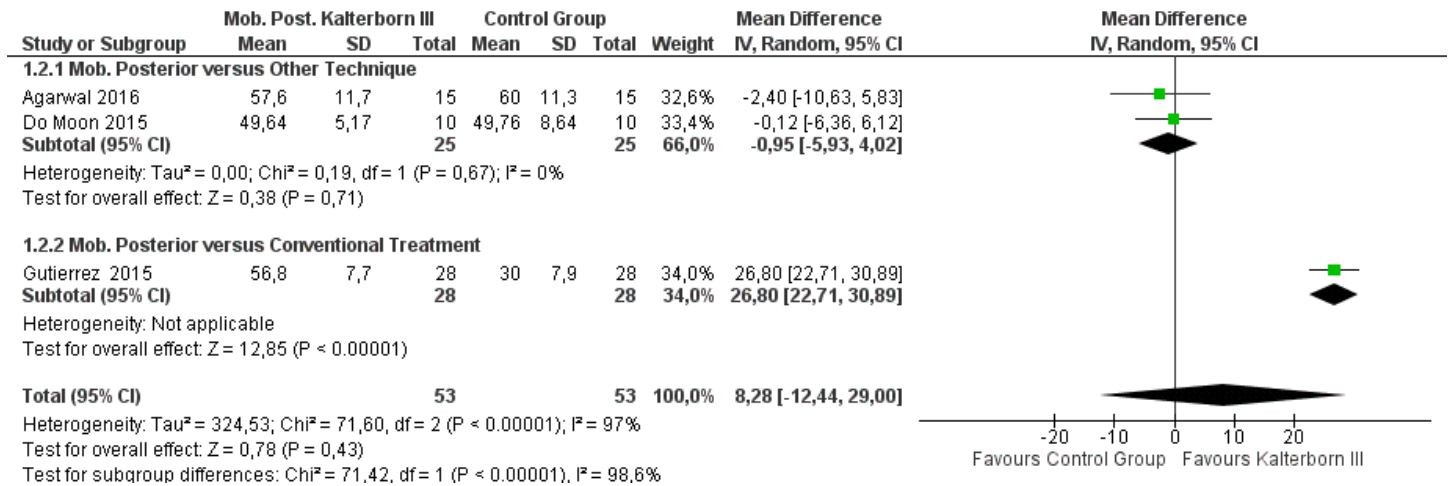 Mob. Post. Kalterborn III Control Group Mean Difference Mean Difference
Study or Subgroup Mean SD Total Mean SD Total Weight IV, Random, 95% CI IV, Random, 95% CI
1.2.1 Mob. Posterior versus Other Technique
Agarwal 2016 57,6 11,7 15 60 11,3 15 32,6% -2,40 [-10,63, 5,83]
Do Moon 2015 49,64 5,17 10 49,76 8,64 10 33,4% -0,12 [-6,36, 6,12]
Subtotal (95% CI) 25 25 66,0% -0,95 [-5,93, 4,02]
Heterogeneity: Tau² = 0,00; Chi² = 0,19, df = 1 (P = 0,67); I² = 0%
Test for overall effect: Z = 0,38 (P = 0,71)
1.2.2 Mob. Posterior versus Conventional Treatment
Gutierrez 2015 56,8 7,7 28 30 7,9 28 34,0% 26,80 [22,71, 30,89]
Subtotal (95% CI) 28 28 34,0% 26,80 [22,71, 30,89]
Heterogeneity: Not applicable
Test for overall effect: Z = 12,85 (P < 0.00001)
Total (95% CI) 53 53 100,0% 8,28 [-12,44, 29,00]
Heterogeneity: Tau² = 324,53; Chi² = 71,60, df = 2 (P < 0.00001); I² = 97%
Test for overall effect: Z = 0,78 (P = 0,43)
Test for subgroup differences: Chi² = 71,42, df = 1 (P < 0.00001), I² = 98,6%
-20 -10 0 10 20
Favours Control Group Favours Kalterborn III